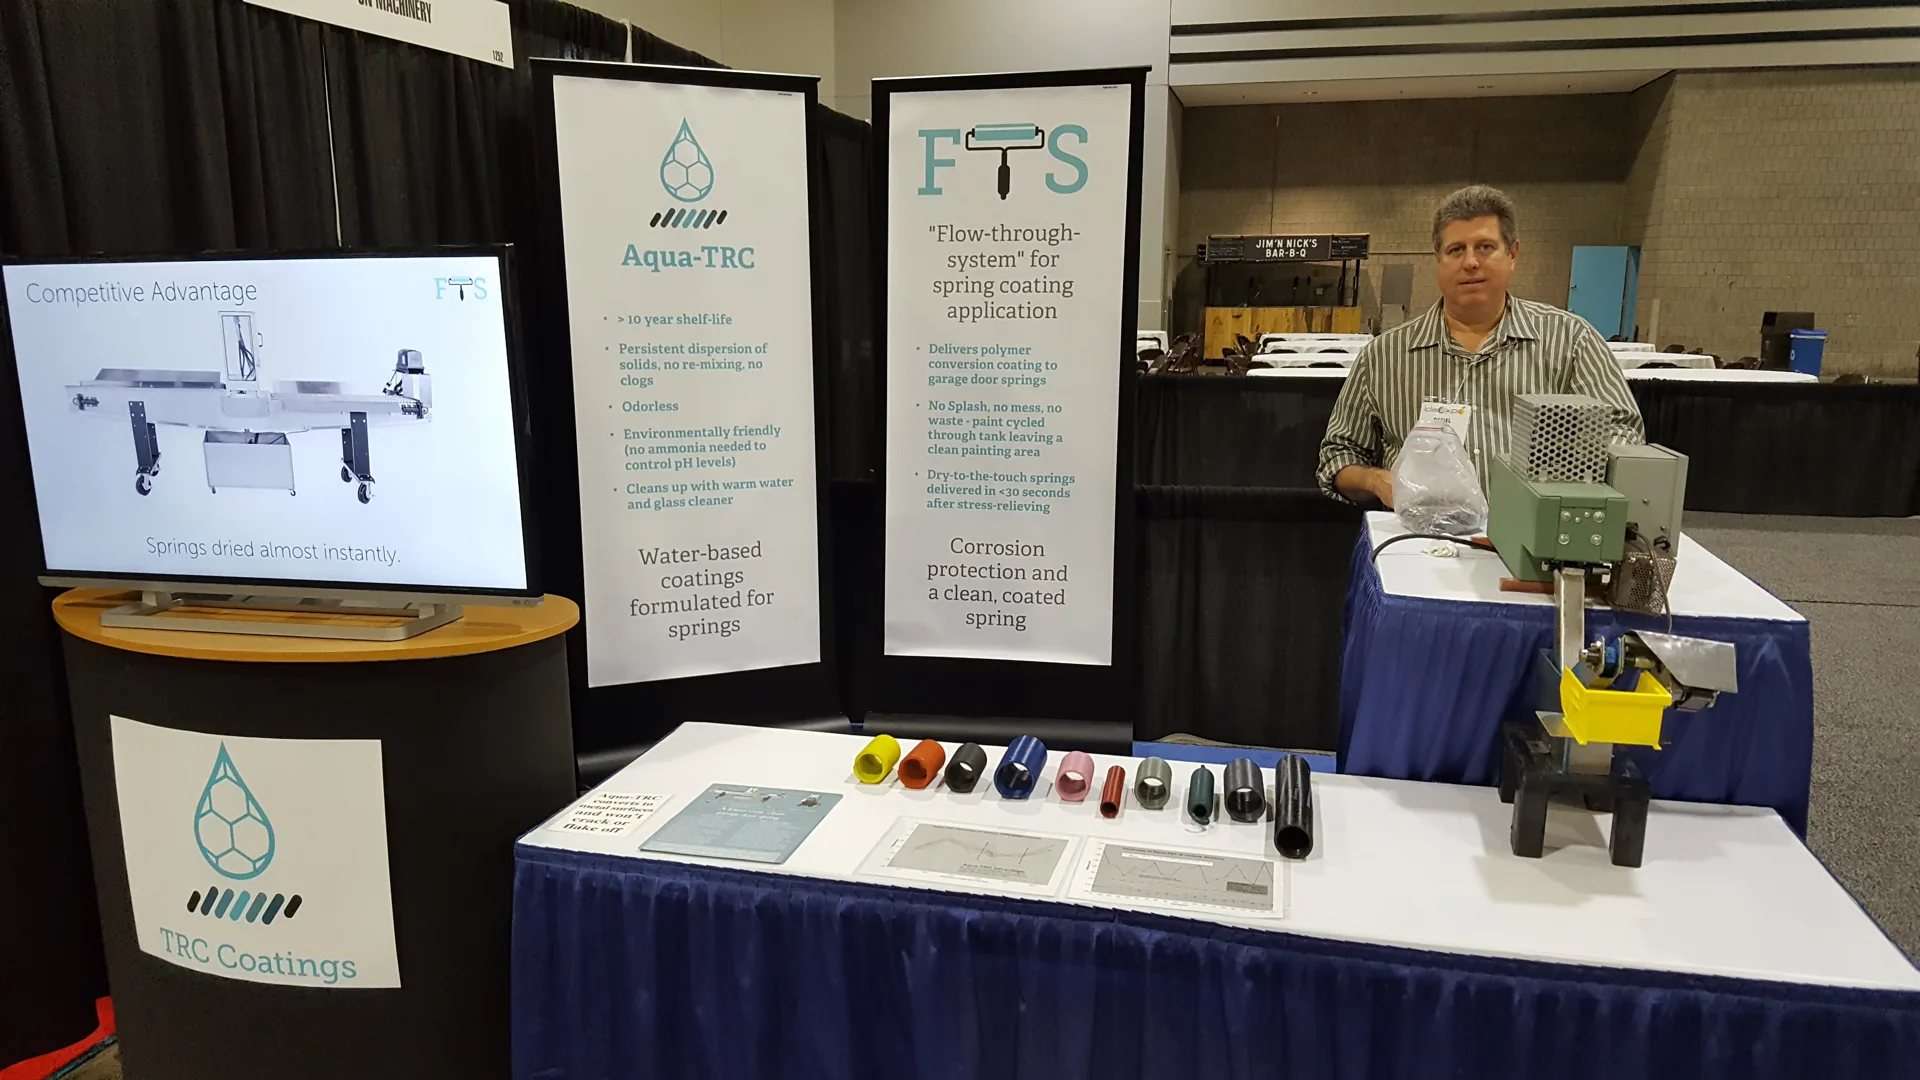 ON MACHINERY
1252
Competitive Advantage
FTS
Springs dried almost instantly.
TRC Coatings
Aqua-TRC
• > 10 year shelf-life
• Persistent dispersion of
solids, no re-mixing, no
clogs
• Odorless
• Environmentally friendly
(no ammonia needed to
control pH levels)
• Cleans up with warm water
and glass cleaner
Water-based
coatings
formulated for
springs
FTS
"Flow-through-
system" for
spring coating
application
• Delivers polymer
conversion coating to
garage door springs
• No Splash, no mess, no
waste - paint cycled
through tank leaving a
clean painting area
• Dry-to-the-touch springs
delivered in <30 seconds
after stress-relieving
Corrosion
protection and
a clean, coated
spring
JIM'N NICK'S
BAR-B-Q
Aqua-TRC
converts to
metal surfaces
and won't
crack or
flake off